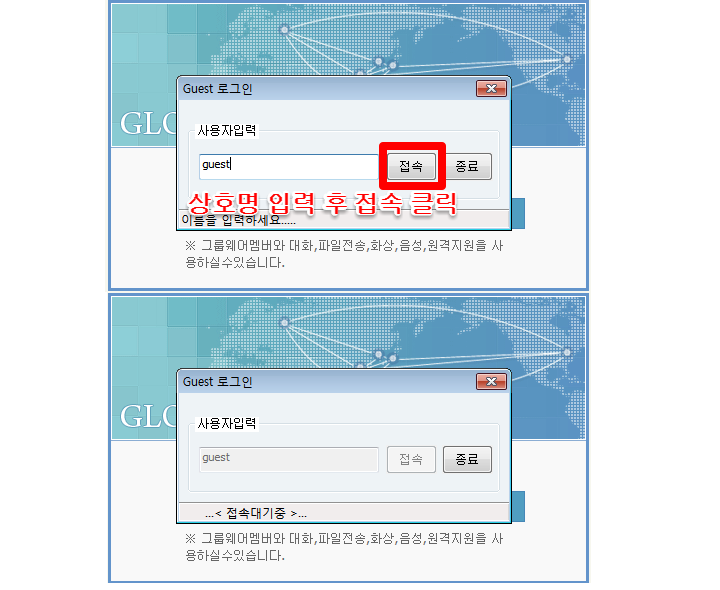 GLO
Guest 로그인
사용자입력
guest
접속
종료
상호명 입력 후 접속 클릭
이름을 입력하세요.....
※ 그룹웨어멤버와 대화,파일전송,화상,음성,원격지원을 사
용하실수있습니다.
GLO
Guest 로그인
사용자입력
guest
접속
종료
...< 접속대기중 >...
※ 그룹웨어멤버와 대화,파일전송,화상,음성,원격지원을 사
용하실수있습니다.